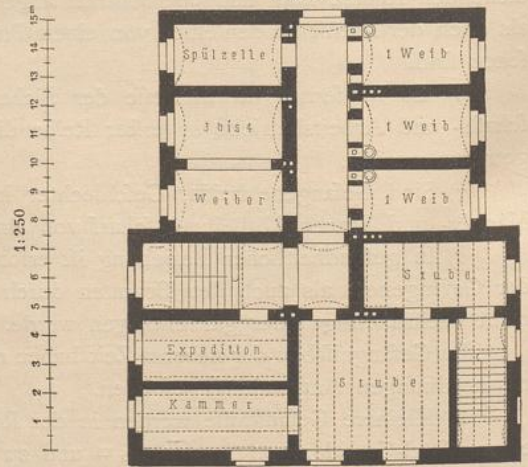 1:250
15 m
14
13
12
11
10
9
8
7
6
5
4
3
2
1
Spülzelle
1 Weib
3 bis 4
1 Weib
Weiber
1 Weib
Stube
Expedition
Stube
Kammer